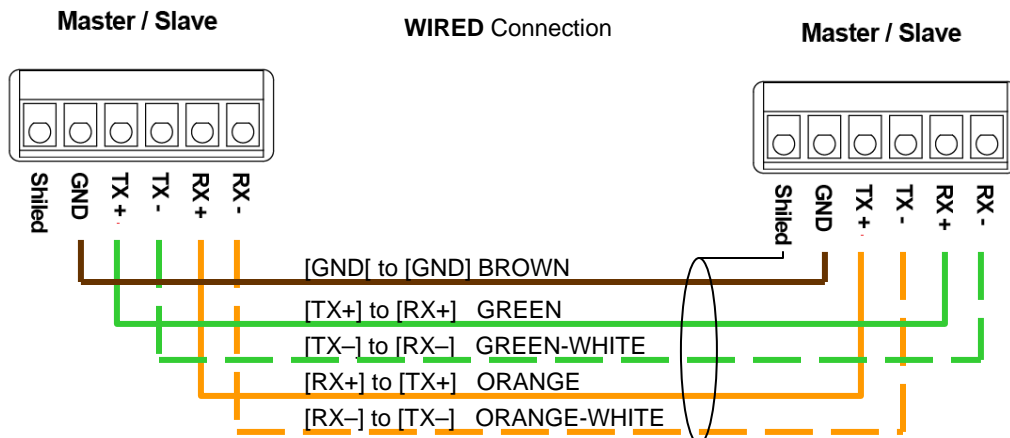 Master / Slave
WIRED Connection
Master / Slave
Shiled
GND
TX +
TX -
RX +
RX -
Shiled
GND
TX +
TX -
RX +
RX -
[GND[ to [GND] BROWN
[TX+] to [RX+] GREEN
[TX–] to [RX–] GREEN-WHITE
[RX+] to [TX+] ORANGE
[RX–] to [TX–] ORANGE-WHITE